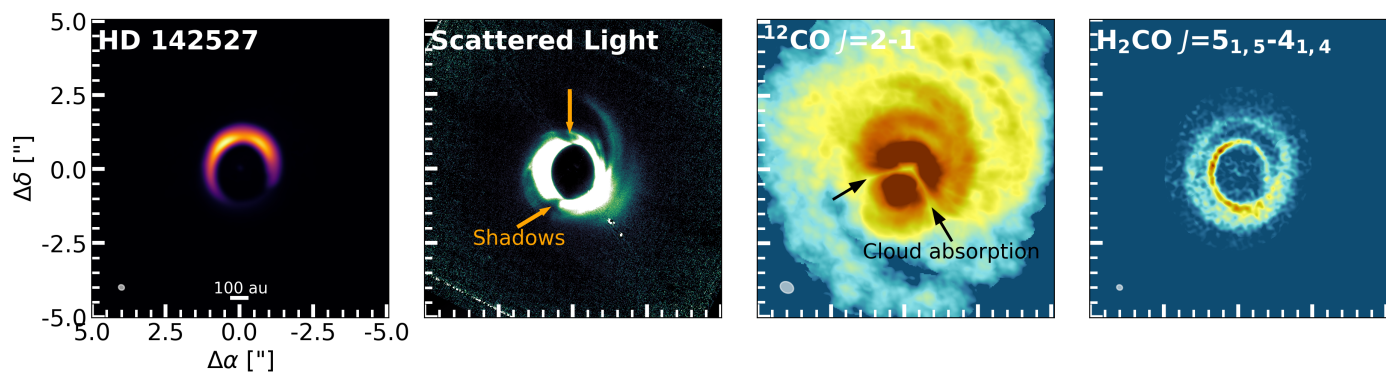 HD 142527
Scattered Light
¹²CO J=2-1
H₂CO J=5₁,₅-4₁,₄
5.0
2.5
0.0
-2.5
-5.0
Δδ ["]
Shadows
Cloud absorption
100 au
5.0 2.5 0.0 -2.5 -5.0
Δα ["]